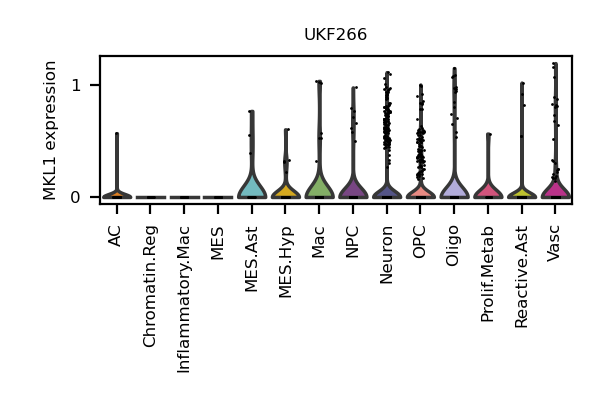 UKF266
MKL1 expression
1
0
AC
Chromatin.Reg
Inflammatory.Mac
MES
MES.Ast
MES.Hyp
Mac
NPC
Neuron
OPC
Oligo
Prolif.Metab
Reactive.Ast
Vasc